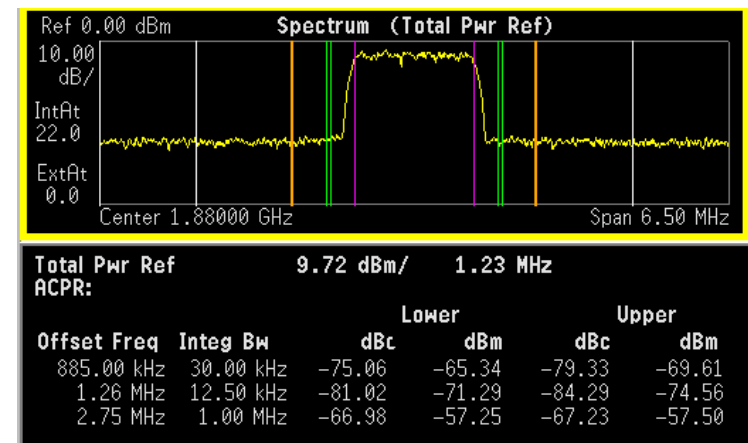 Ref 0.00 dBm Spectrum (Total Pwr Ref)
10.00
dB/
IntAt
22.0
ExtAt
0.0
Center 1.88000 GHz Span 6.50 MHz
Total Pwr Ref 9.72 dBm/ 1.23 MHz
ACPR:
Lower Upper
Offset Freq Integ Bw dBc dBm dBc dBm
885.00 kHz 30.00 kHz -75.06 -65.34 -79.33 -69.61
1.26 MHz 12.50 kHz -81.02 -71.29 -84.29 -74.56
2.75 MHz 1.00 MHz -66.98 -57.25 -67.23 -57.50